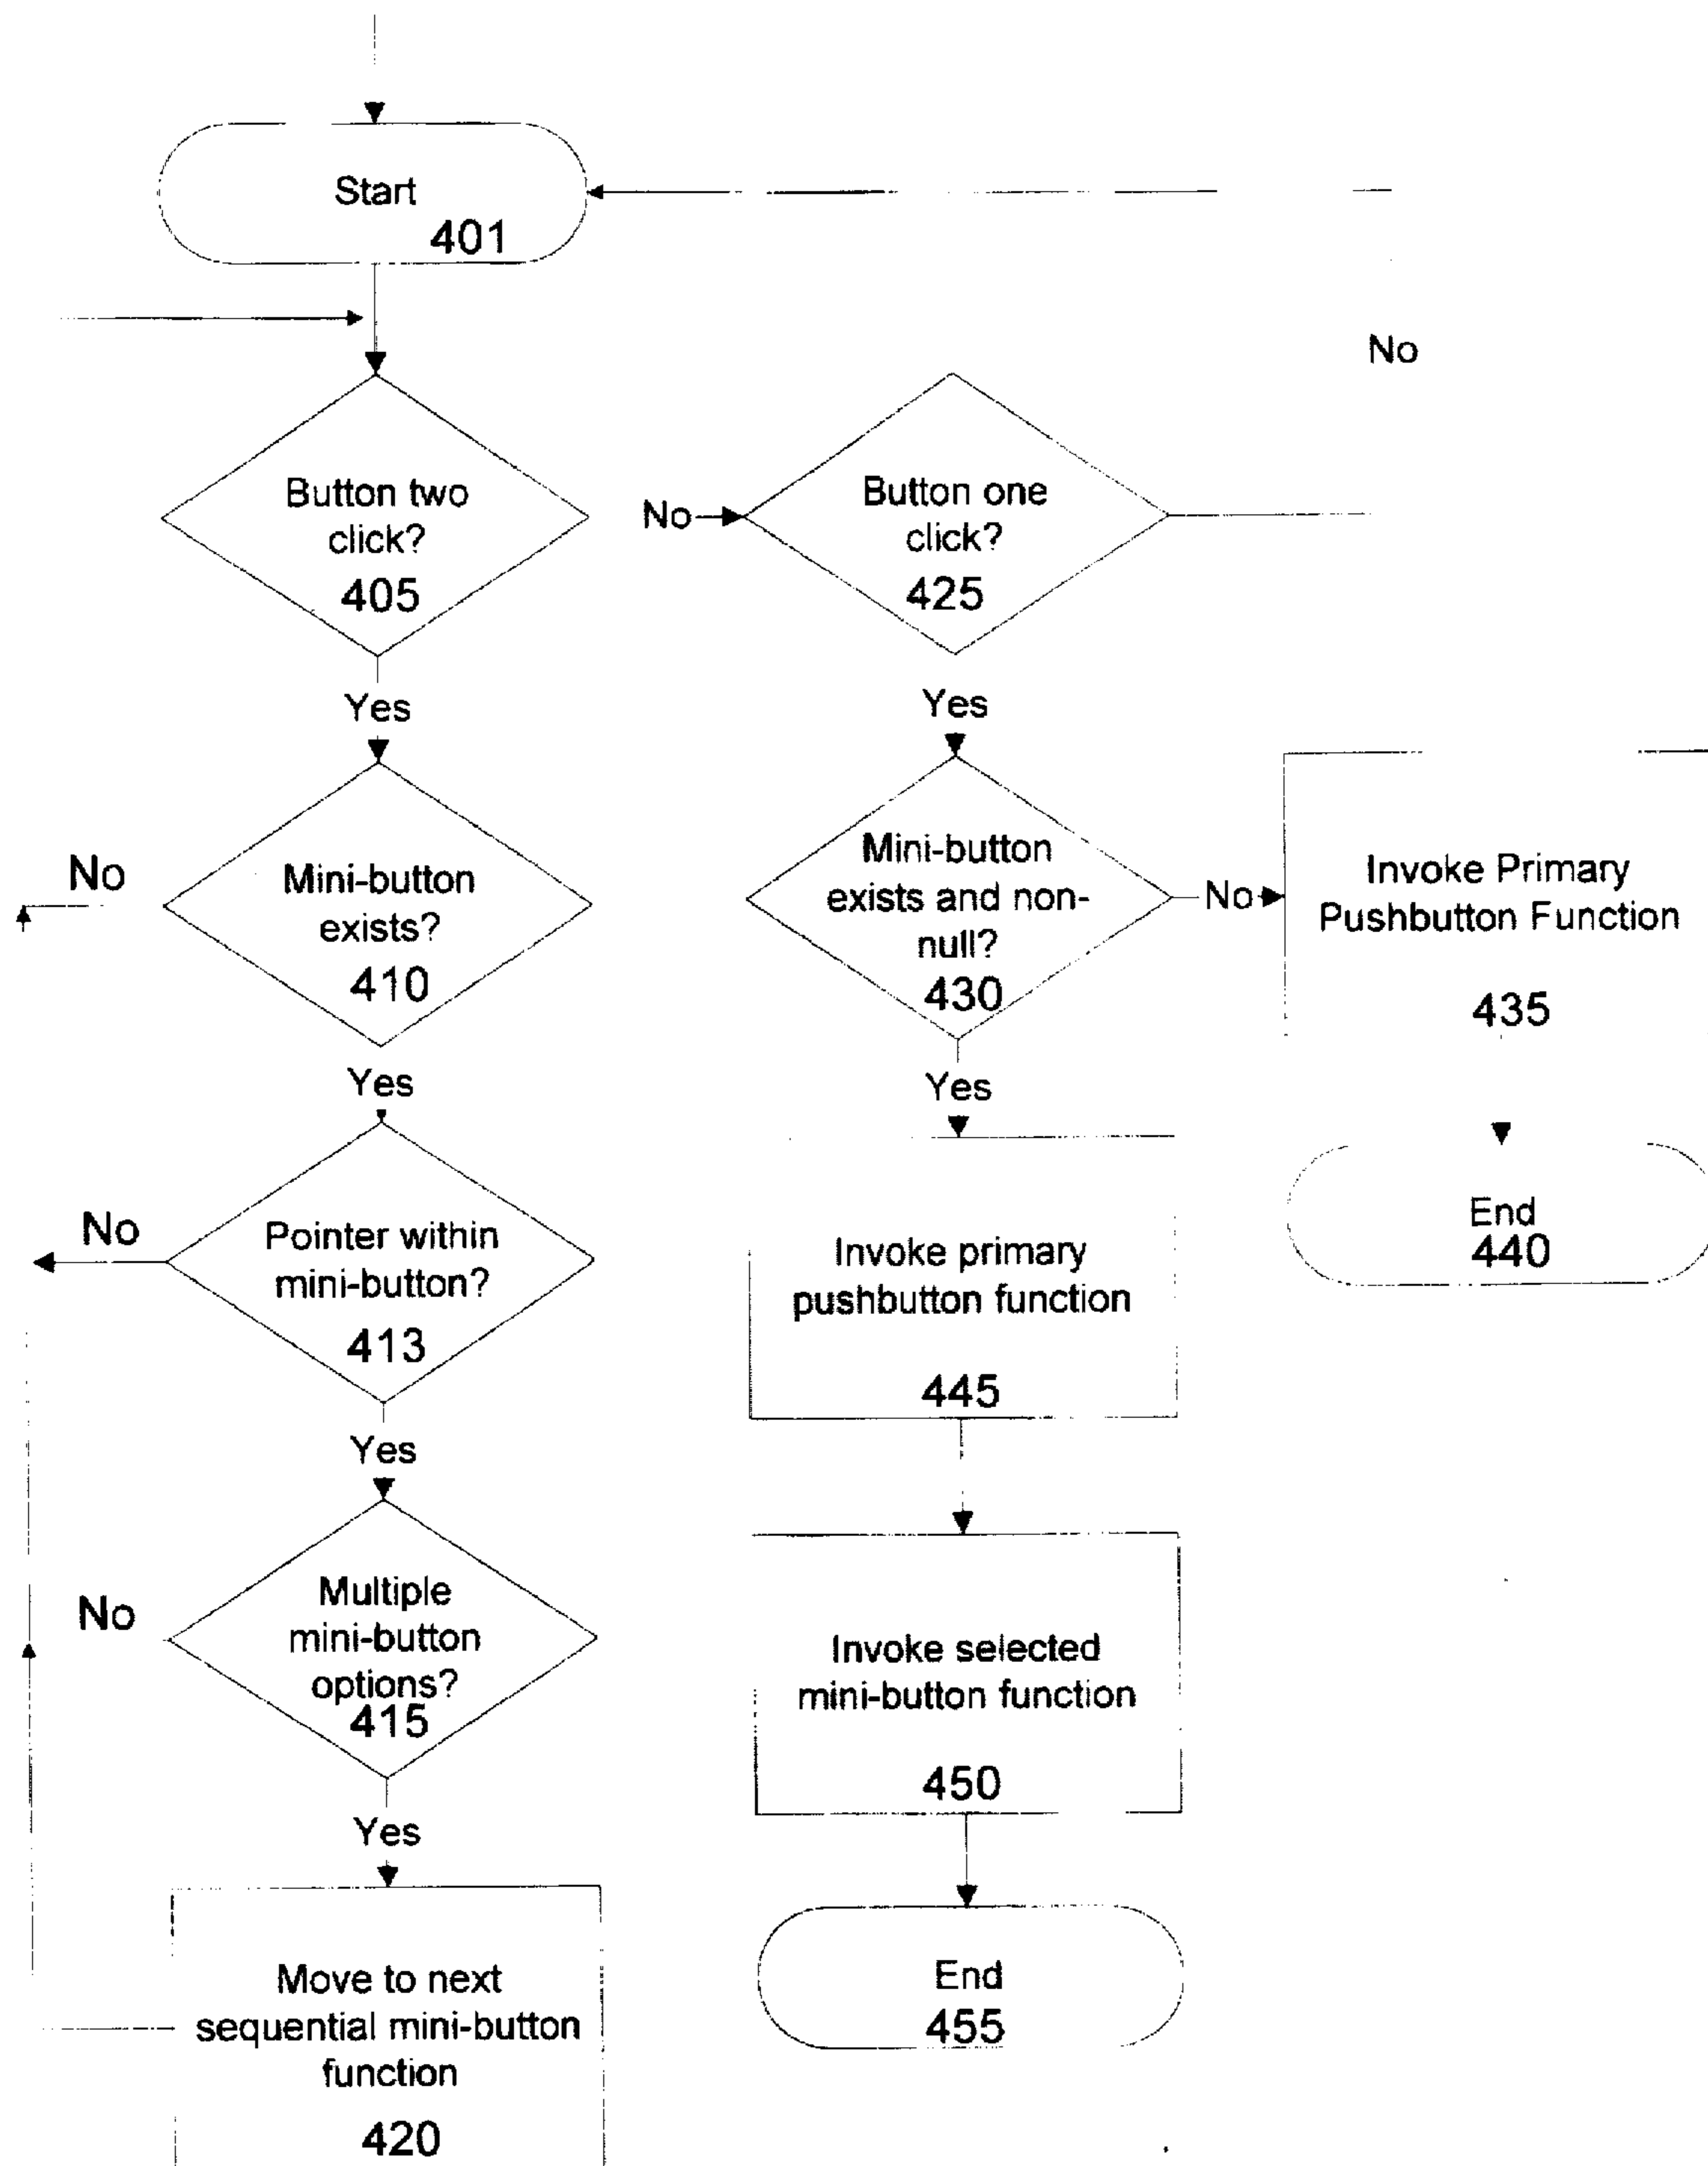 Start
401
No
Button two
click?
405
No
Button one
click?
425
Yes
Yes
No
Mini-button
exists?
410
Mini-button
exists and non-
null?
430
No
Invoke Primary
Pushbutton Function
435
Yes
Yes
No
Pointer within
mini-button?
413
Invoke primary
pushbutton function
445
End
440
Yes
No
Multiple
mini-button
options?
415
Invoke selected
mini-button function
450
Yes
Move to next
sequential mini-button
function
420
End
455